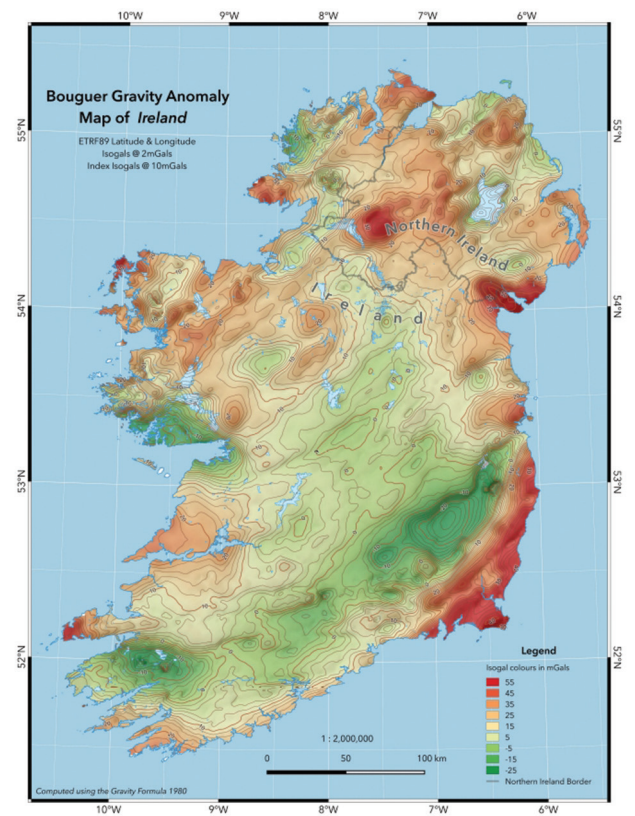 10°W 9°W 8°W 7°W 6°W
Bouguer Gravity Anomaly
Map of Ireland
ETRF89 Latitude & Longitude
Isogals @ 2mGals
Index Isogals @ 10mGals
55°N 55°N
Northern Ireland
Ireland
54°N 54°N
53°N 53°N
52°N 52°N
Legend
Isogal colours in mGals
55
45
35
25
15
5
-5
-15
-25
Northern Ireland Border
1 : 2,000,000
0 50 100 km
Computed using the Gravity Formula 1980
10°W 9°W 8°W 7°W 6°W